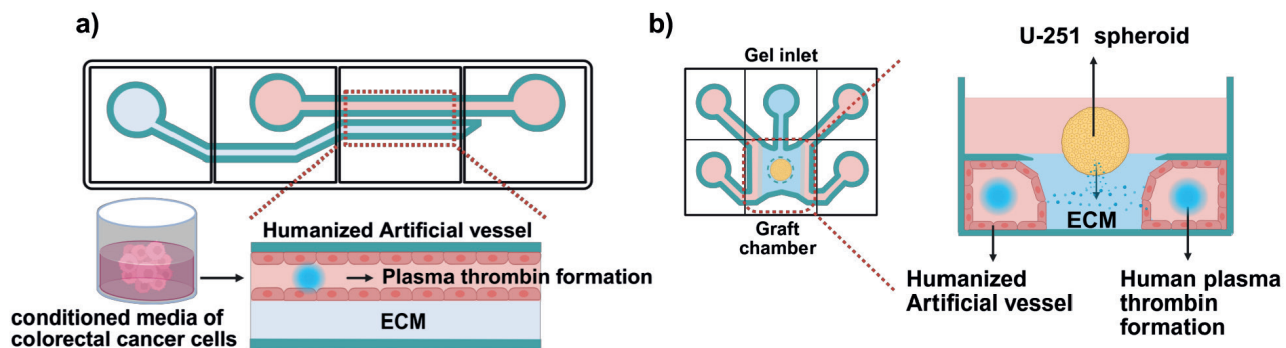 a)
Humanized Artificial vessel
Plasma thrombin formation
ECM
conditioned media of
colorectal cancer cells
b)
Gel inlet
Graft
chamber
U-251 spheroid
ECM
Humanized
Artificial vessel
Human plasma
thrombin
formation